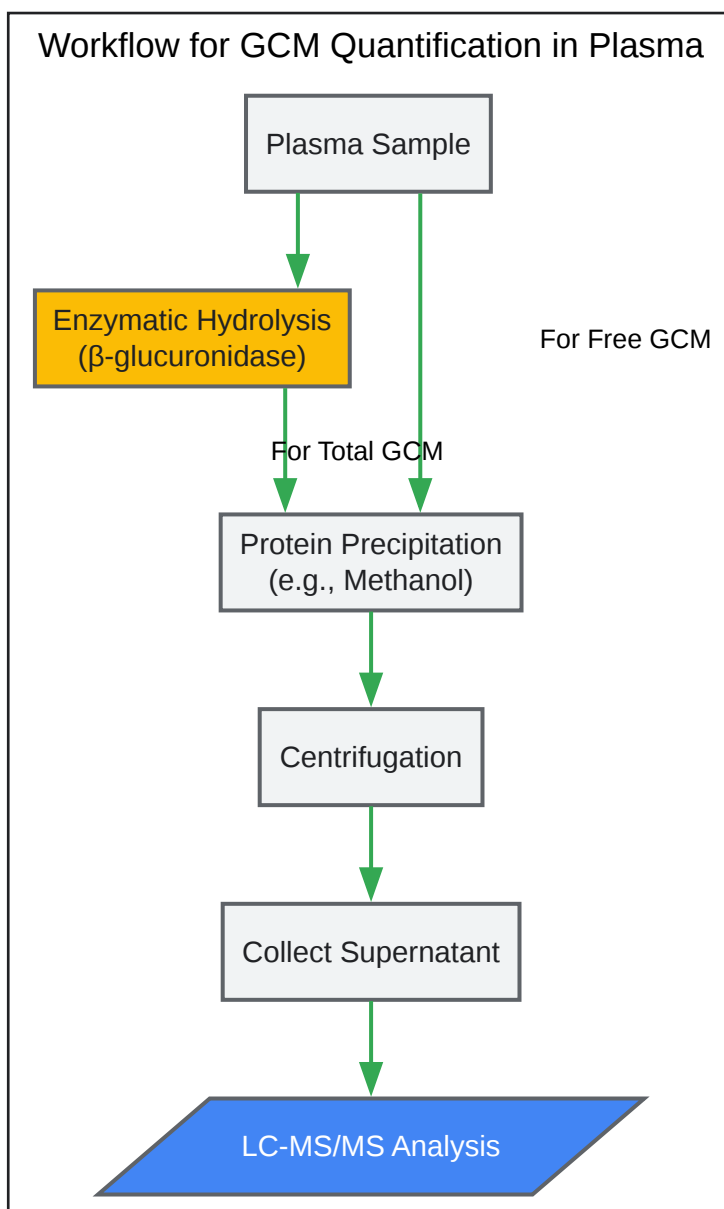 Workflow for GCM Quantification in Plasma
Plasma Sample
Enzymatic Hydrolysis
(β-glucuronidase)
For Free GCM
For Total GCM
Protein Precipitation
(e.g., Methanol)
Centrifugation
Collect Supernatant
LC-MS/MS Analysis